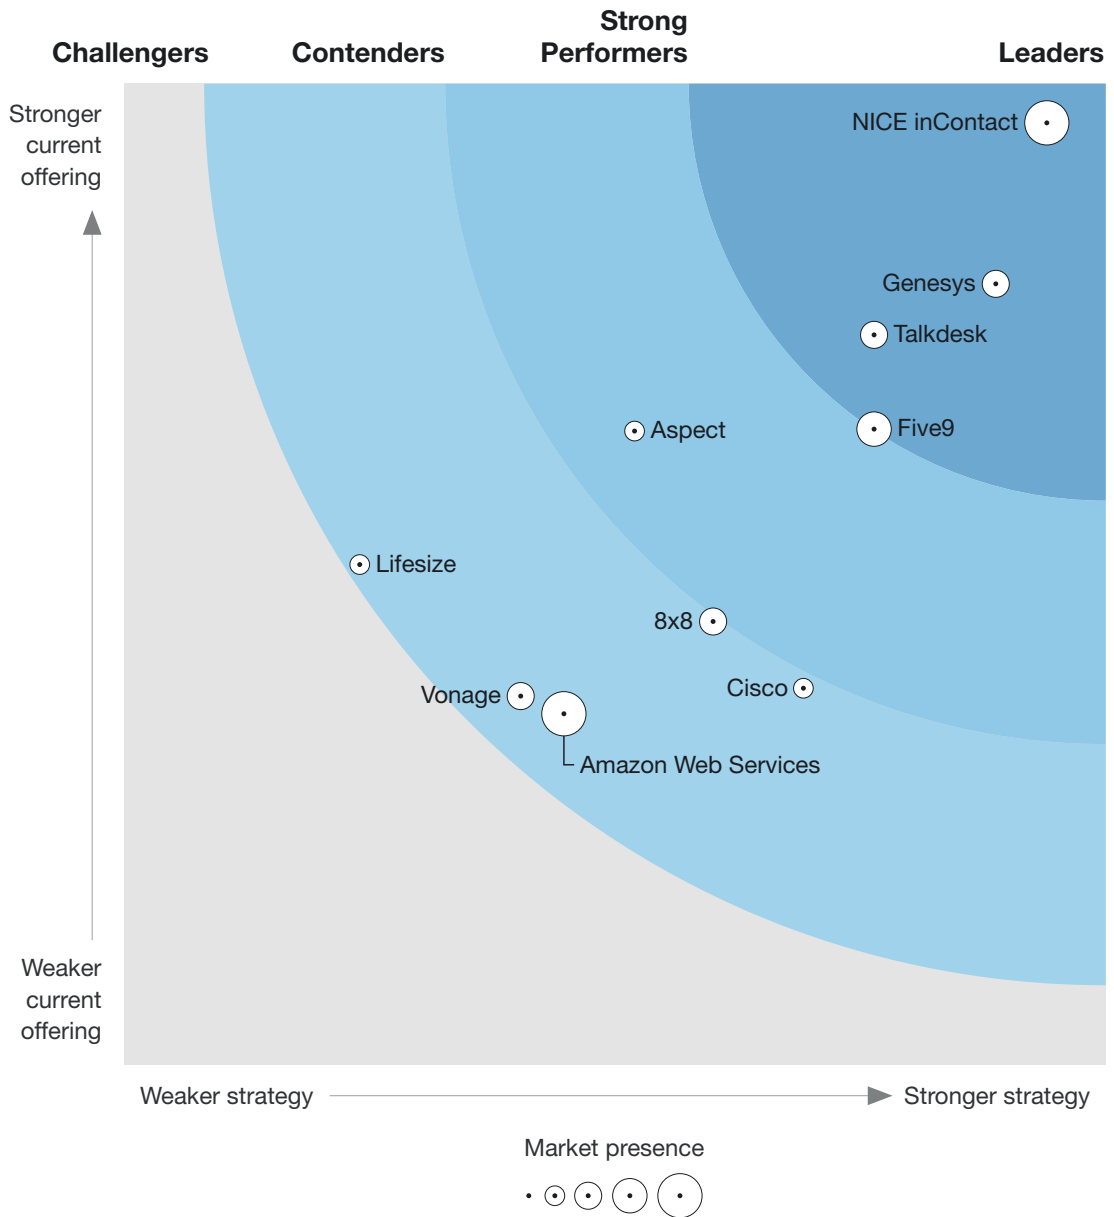 Challengers
Contenders
Strong
Performers
Leaders
Stronger
current
offering
NICE inContact
Genesys
Talkdesk
Aspect
Five9
Lifesize
8x8
Cisco
Vonage
Amazon Web Services
Weaker
current
offering
Weaker strategy
Stronger strategy
Market presence